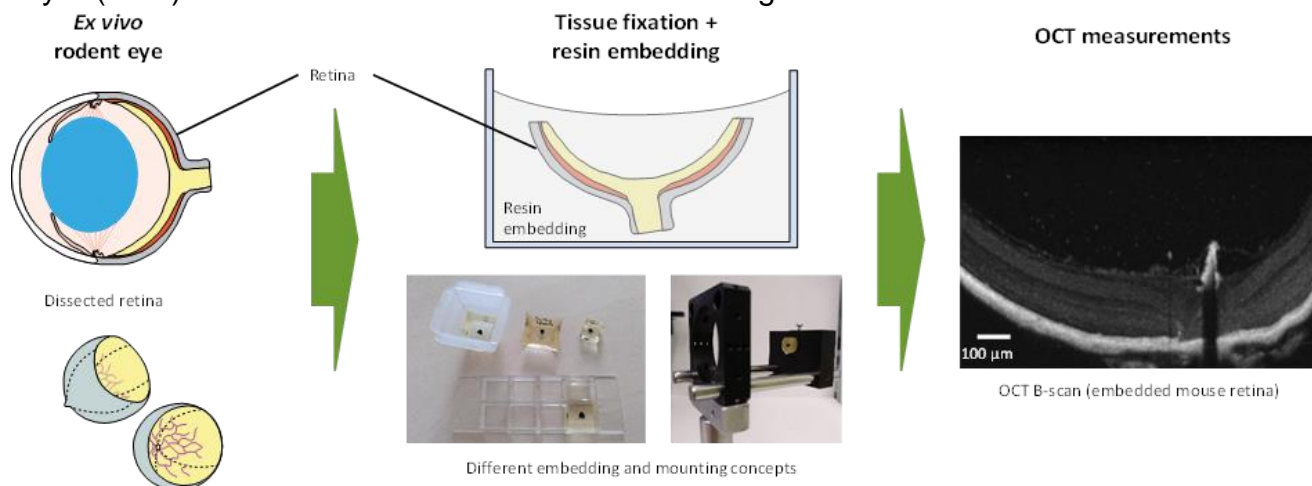 Ex vivo
rodent eye
Retina
Dissected retina
Tissue fixation +
resin embedding
Resin
embedding
Different embedding and mounting concepts
OCT measurements
100 µm
OCT B-scan (embedded mouse retina)